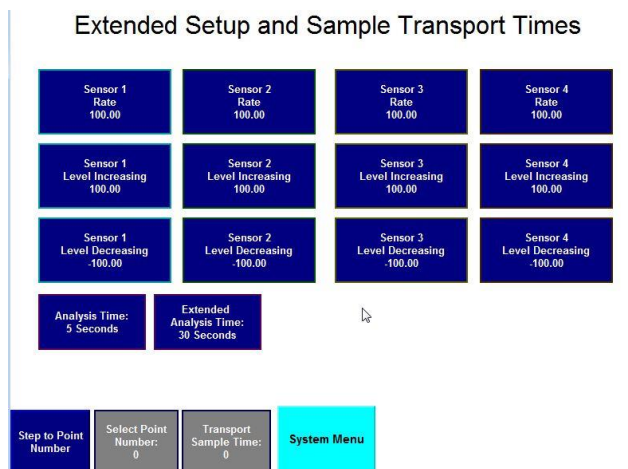 Extended Setup and Sample Transport Times
Sensor 1
Rate
100.00
Sensor 2
Rate
100.00
Sensor 3
Rate
100.00
Sensor 4
Rate
100.00
Sensor 1
Level Increasing
100.00
Sensor 2
Level Increasing
100.00
Sensor 3
Level Increasing
100.00
Sensor 4
Level Increasing
100.00
Sensor 1
Level Decreasing
-100.00
Sensor 2
Level Decreasing
-100.00
Sensor 3
Level Decreasing
-100.00
Sensor 4
Level Decreasing
-100.00
Analysis Time:
5 Seconds
Extended
Analysis Time:
30 Seconds
Step to Point
Number
Select Point
Number:
0
Transport
Sample Time:
0
System Menu